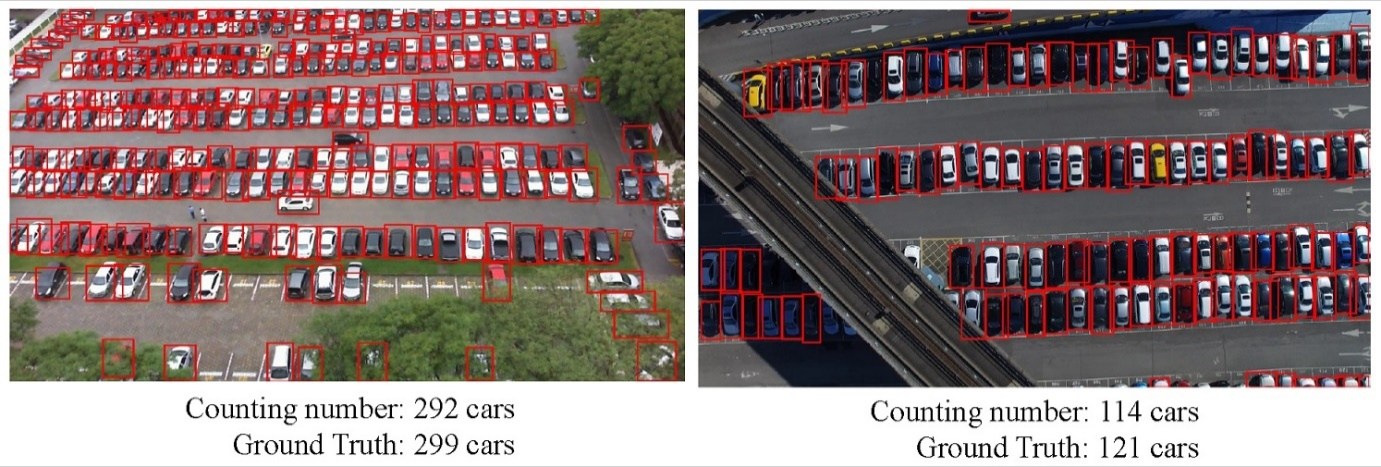 Counting number: 292 cars
Ground Truth: 299 cars
Counting number: 114 cars
Ground Truth: 121 cars